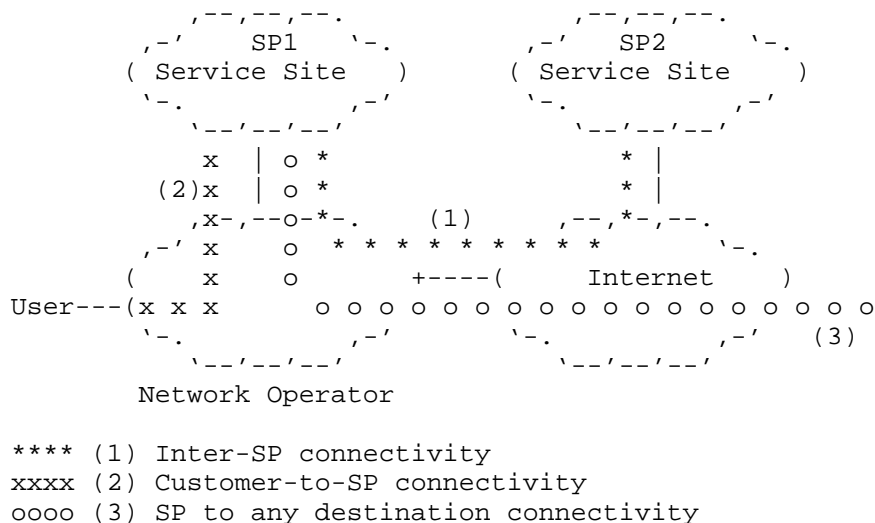 SP1 SP2
( Service Site ) ( Service Site )
x | o * * |
(2)x | o * * |
,x-,--o-*-. (1) ,--,*-,--.
,-' x o * * * * * * * * * '-.
( x o +----( Internet )
User---(x x x o o o o o o o o o o o o o o o o o o
(3)
Network Operator
**** (1) Inter-SP connectivity
xxxx (2) Customer-to-SP connectivity
oooo (3) SP to any destination connectivity